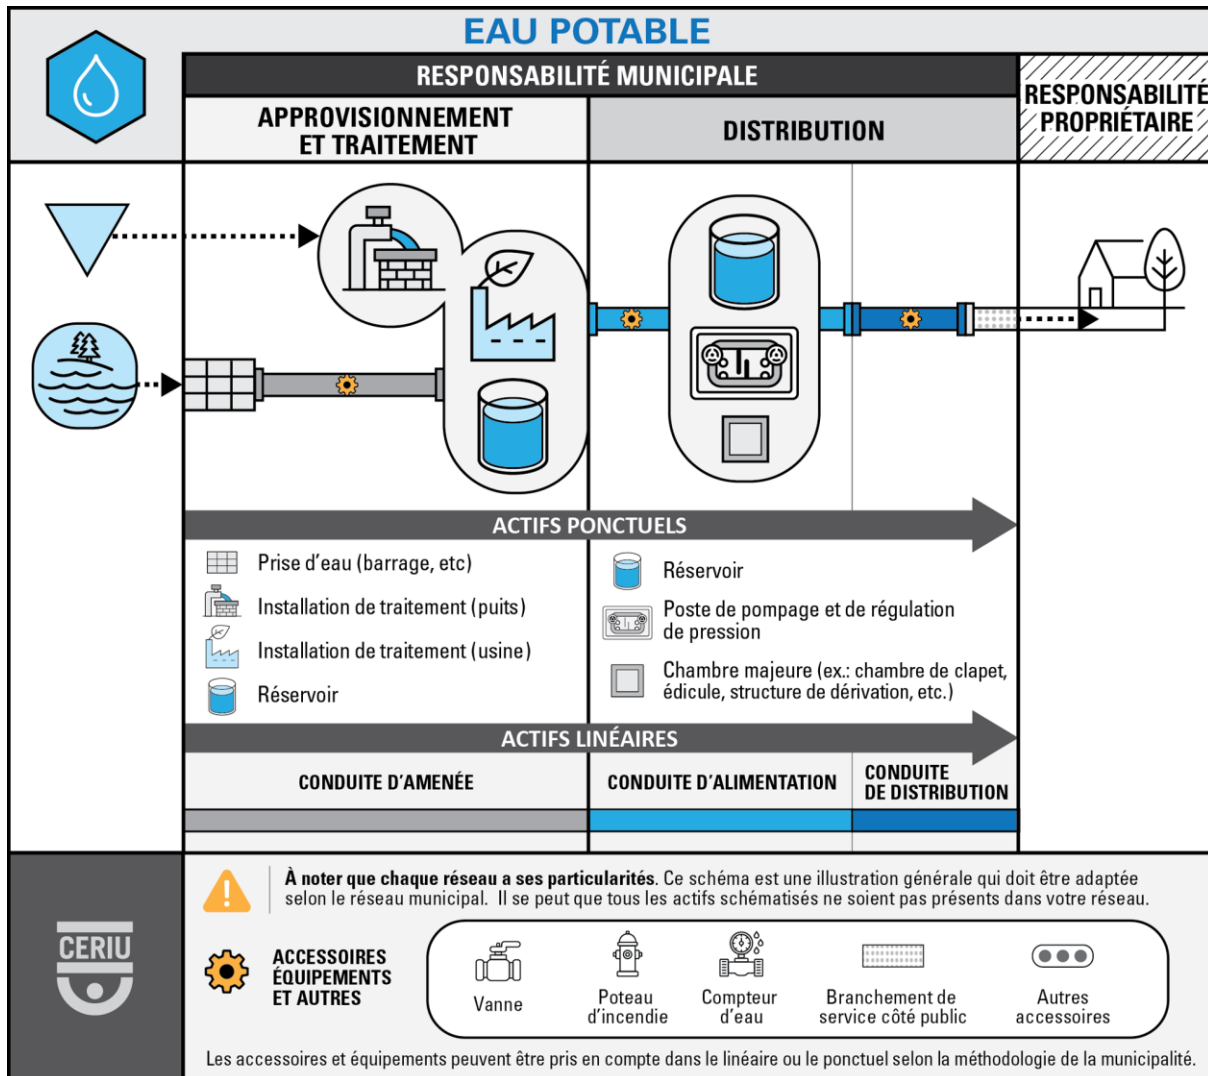 EAU POTABLE
RESPONSABILITÉ MUNICIPALE
RESPONSABILITÉ
PROPRIÉTAIRE
APPROVISIONNEMENT
ET TRAITEMENT
DISTRIBUTION
ACTIFS PONCTUELS
Prise d'eau (barrage, etc)
Installation de traitement (puits)
Installation de traitement (usine)
Réservoir
Réservoir
Poste de pompage et de régulation
de pression
Chambre majeure (ex.: chambre de clapet,
édicule, structure de dérivation, etc.)
ACTIFS LINÉAIRES
CONDUITE D'AMENÉE
CONDUITE D'ALIMENTATION
CONDUITE
DE DISTRIBUTION
À noter que chaque réseau a ses particularités. Ce schéma est une illustration générale qui doit être adaptée
selon le réseau municipal. Il se peut que tous les actifs schématisés ne soient pas présents dans votre réseau.
CERIU
ACCESSOIRES
ÉQUIPEMENTS
ET AUTRES
Vanne
Poteau
d'incendie
Compteur
d'eau
Branchement de
service côté public
Autres
accessoires
Les accessoires et équipements peuvent être pris en compte dans le linéaire ou le ponctuel selon la méthodologie de la municipalité.